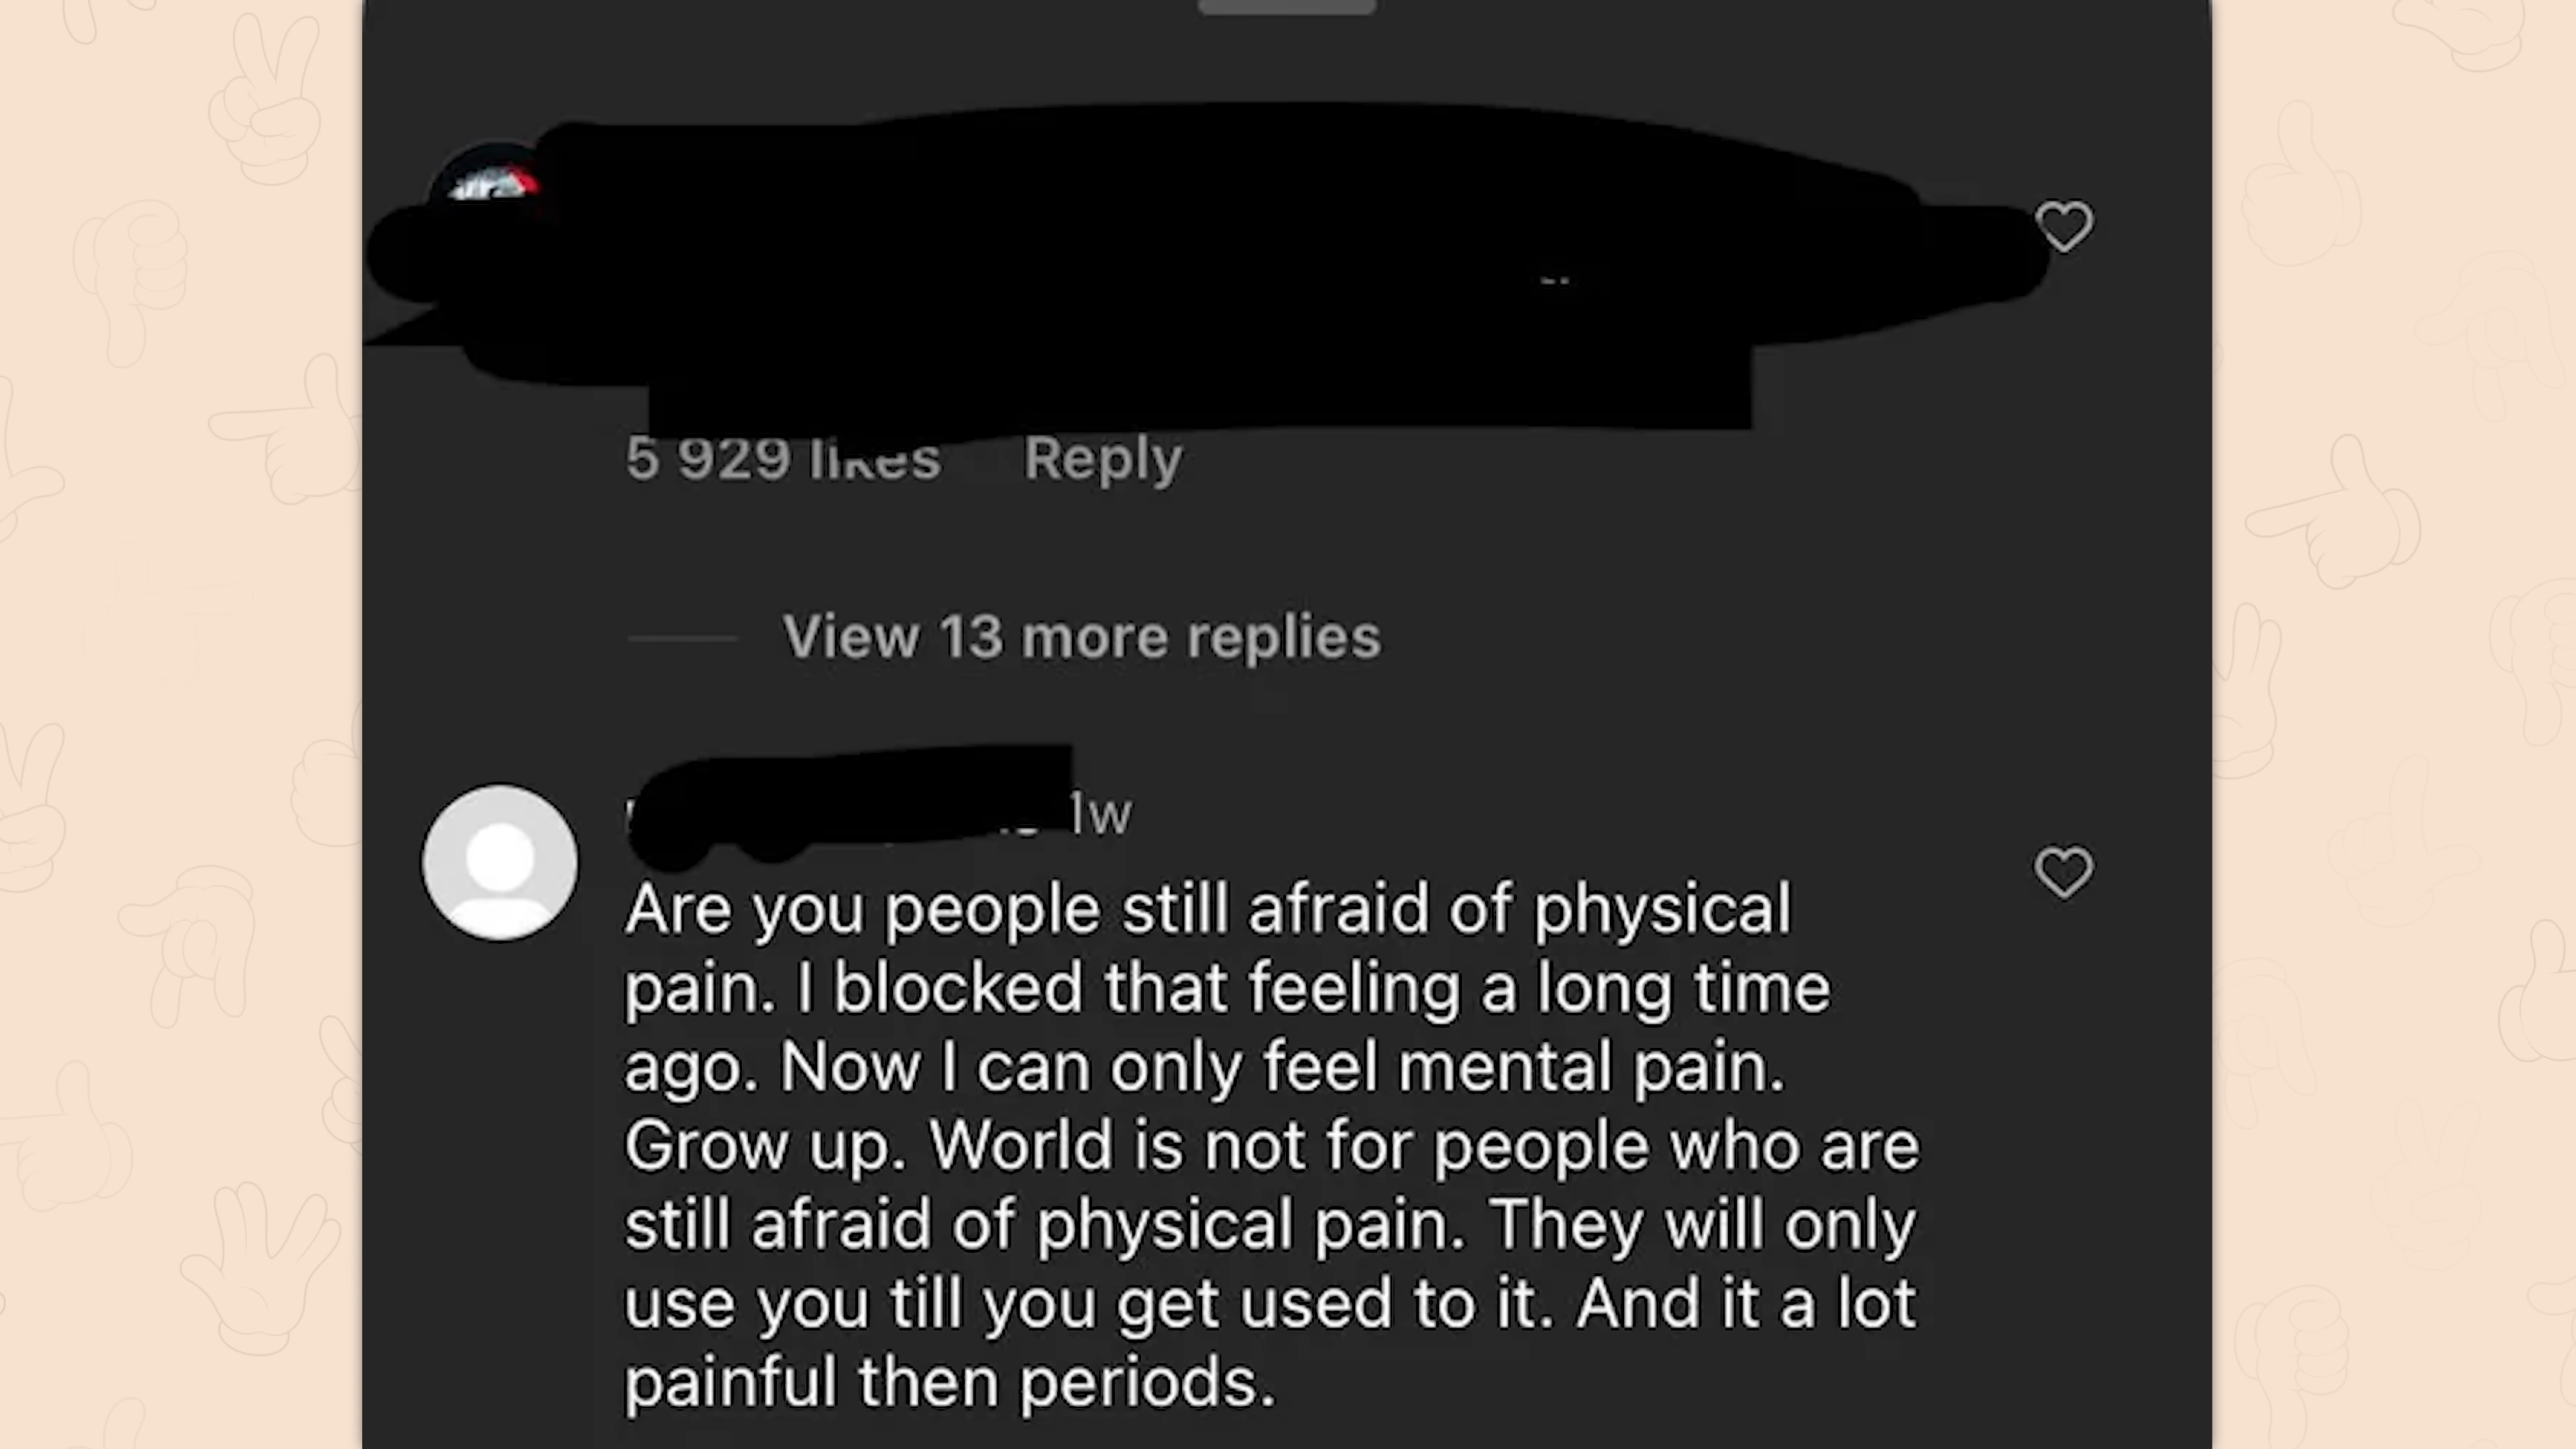 5 929 likes Reply
View 13 more replies
1w
Are you people still afraid of physical
pain. I blocked that feeling a long time
ago. Now I can only feel mental pain.
Grow up. World is not for people who are
still afraid of physical pain. They will only
use you till you get used to it. And it a lot
painful then periods.